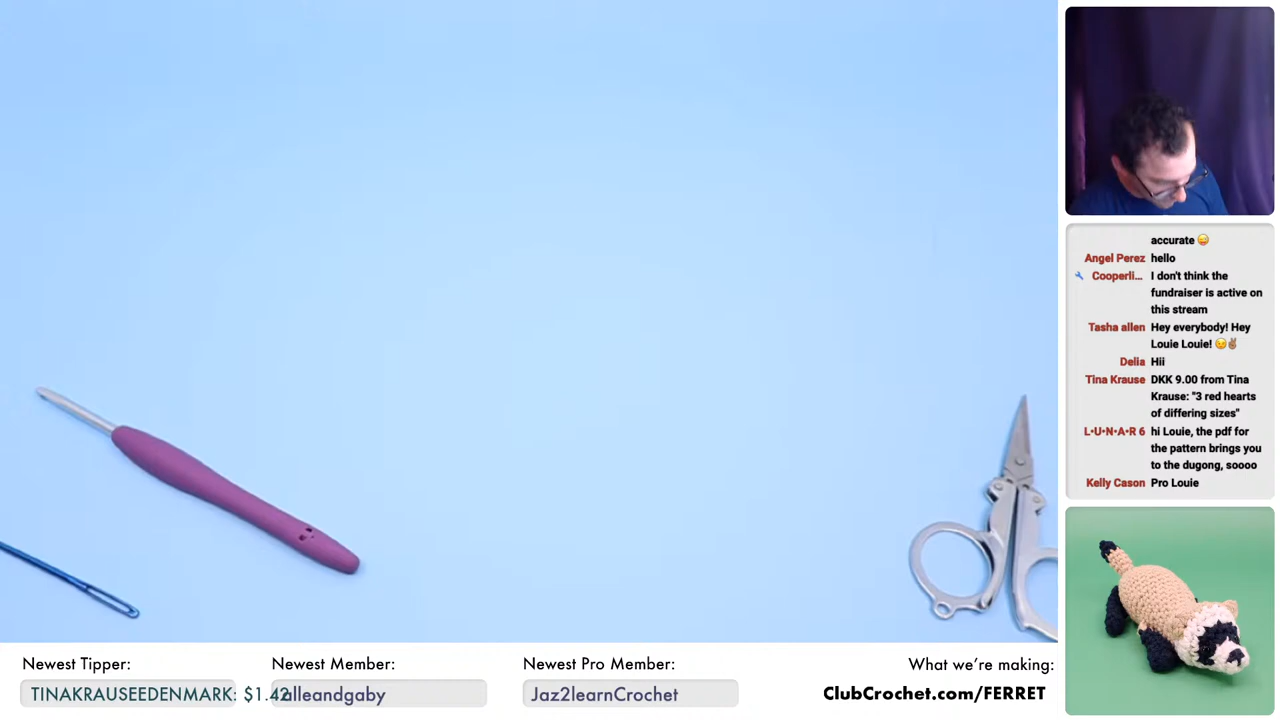 accurate 😄
Angel Perez hello
Cooperli... I don't think the
fundraiser is active on
this stream
Tasha allen Hey everybody! Hey
Louie Louie! 😏✌🏽
Delia Hii
Tina Krause DKK 9.00 from Tina
Krause: "3 red hearts
of differing sizes"
L•U•N•A•R 6 hi Louie, the pdf for
the pattern brings you
to the dugong, soooo
Kelly Cason Pro Louie
Newest Tipper:
TINAKRAUSEEDENMARK: $1.42
Newest Member:
alleandgaby
Newest Pro Member:
Jaz2learnCrochet
What we're making:
ClubCrochet.com/FERRET